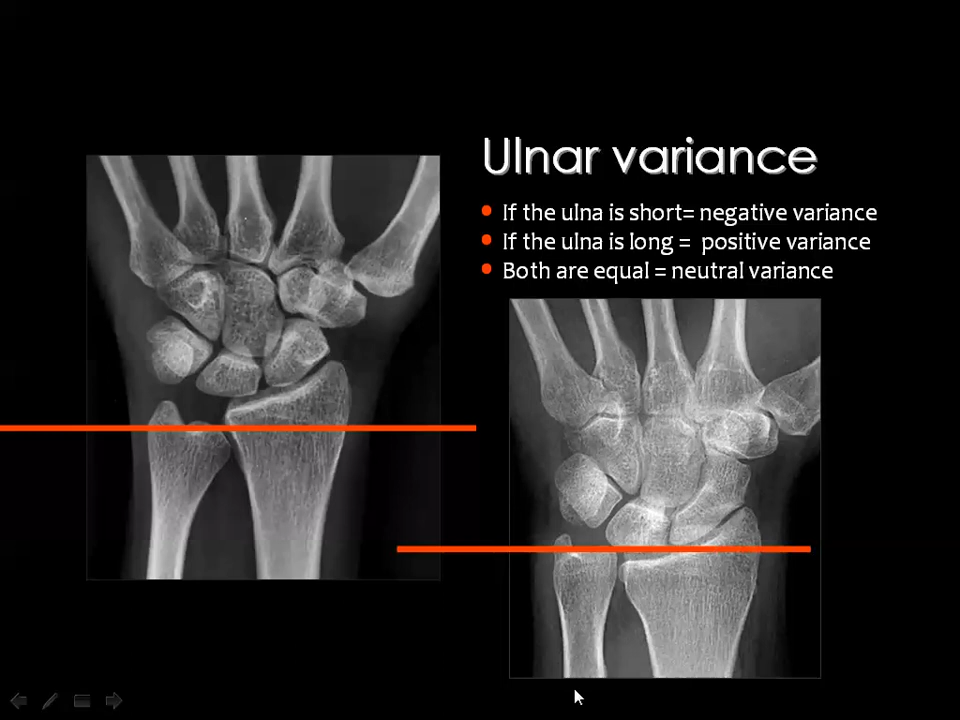 Ulnar variance
If the ulna is short= negative variance
If the ulna is long = positive variance
Both are equal = neutral variance